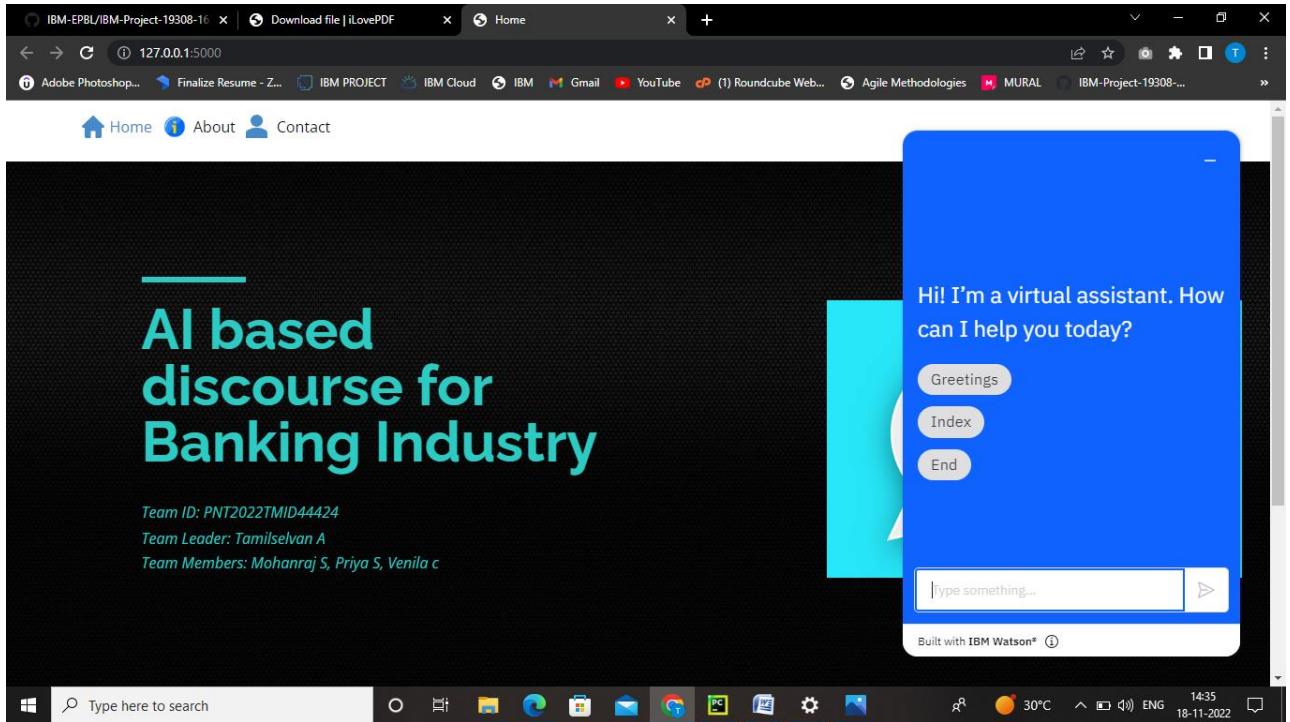 IBM-EPBL/IBM-Project-19308-16
Download file | iLovePDF
Home
127.0.0.1:5000
Adobe Photoshop...
Finalize Resume - Z...
IBM PROJECT
IBM Cloud
IBM
Gmail
YouTube
(1) Roundcube Web...
Agile Methodologies
MURAL
IBM-Project-19308-...
»
Home
About
Contact
AI based
discourse for
Banking Industry
Team ID: PNT2022TMID44424
Team Leader: Tamilselvan A
Team Members: Mohanraj S, Priya S, Venila c
Hi! I'm a virtual assistant. How
can I help you today?
Greetings
Index
End
Type something...
Built with IBM Watson®
Type here to search
30°C
ENG
14:35
18-11-2022